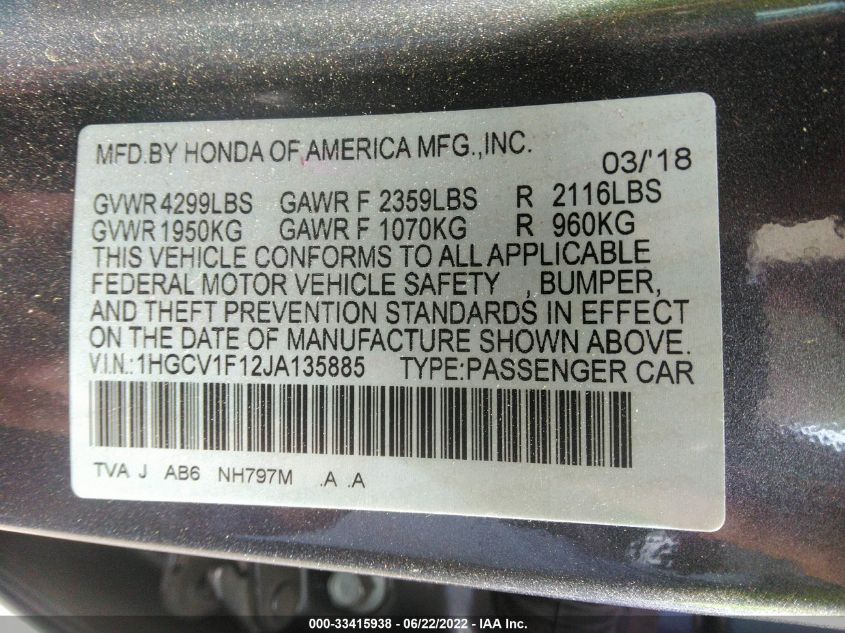 MFD.BY HONDA OF AMERICA MFG.,INC. 03/'18
GVWR 4299LBS GAWR F 2359LBS R 2116LBS
GVWR 1950KG GAWR F 1070KG R 960KG
THIS VEHICLE CONFORMS TO ALL APPLICABLE
FEDERAL MOTOR VEHICLE SAFETY , BUMPER,
AND THEFT PREVENTION STANDARDS IN EFFECT
ON THE DATE OF MANUFACTURE SHOWN ABOVE.
V.I.N.:1HGCV1F12JA135885 TYPE:PASSENGER CAR
TVA J AB6 NH797M .A .A
000-33415938 - 06/22/2022 - IAA Inc.